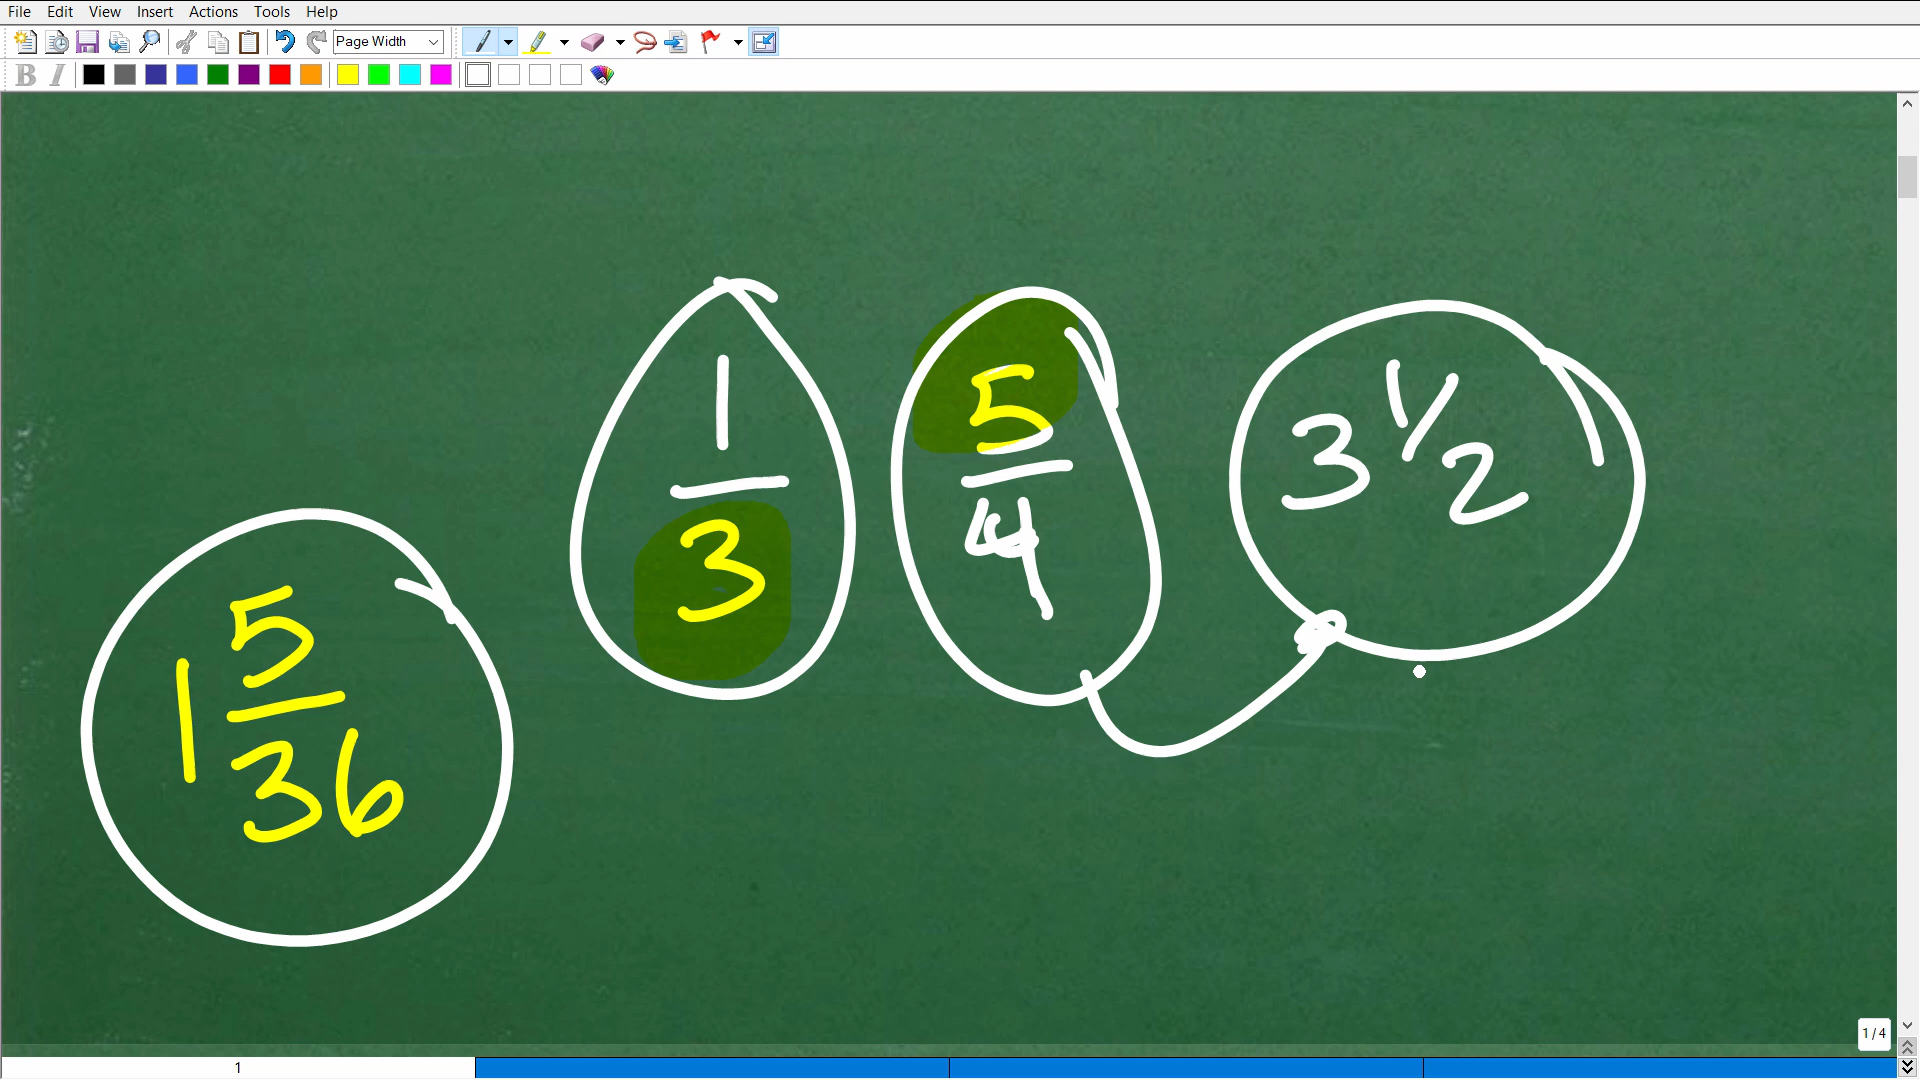 File Edit View Insert Actions Tools Help
Page Width
B I
1/3 5/4 3 1/2
1 5/36
1 / 4
1